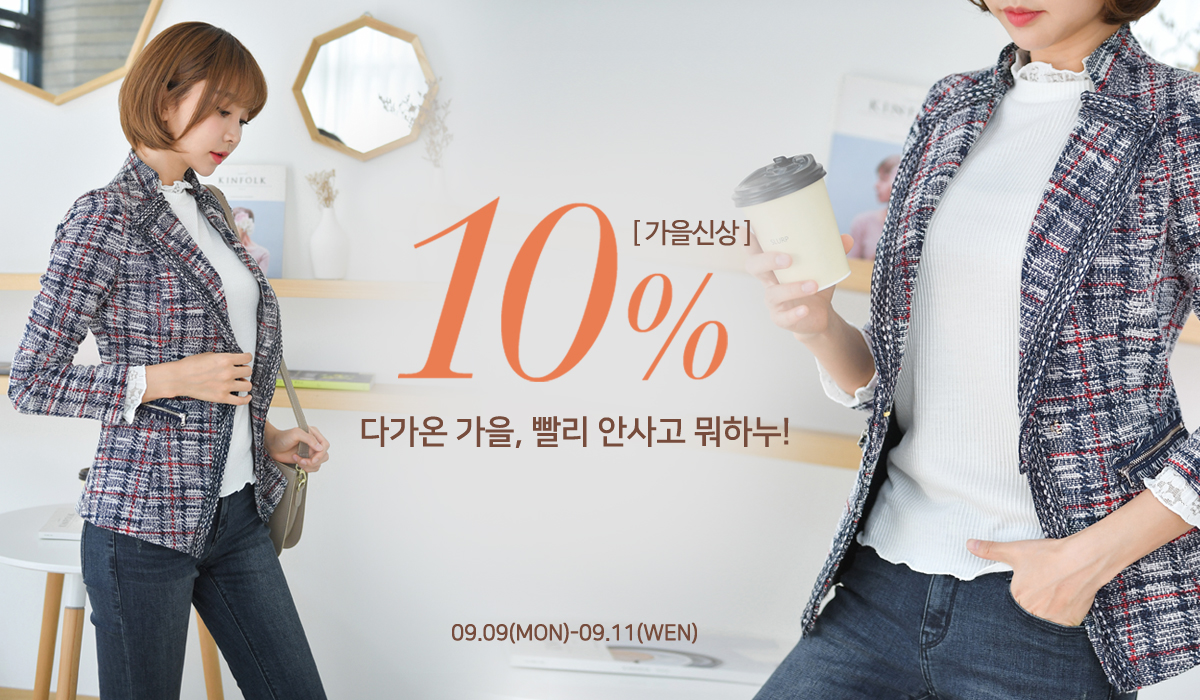 KINFOLK
[ 가을신상 ]
10%
다가온 가을, 빨리 안사고 뭐하누!
09.09(MON)-09.11(WEN)